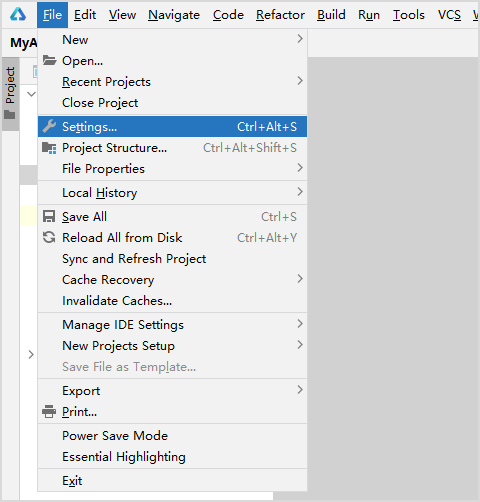 File Edit View Navigate Code Refactor Build Run Tools VCS
MyA
Project
New
Open...
Recent Projects
Close Project
Settings... Ctrl+Alt+S
Project Structure... Ctrl+Alt+Shift+S
File Properties
Local History
Save All Ctrl+S
Reload All from Disk Ctrl+Alt+Y
Sync and Refresh Project
Cache Recovery
Invalidate Caches...
Manage IDE Settings
New Projects Setup
Save File as Template...
Export
Print...
Power Save Mode
Essential Highlighting
Exit